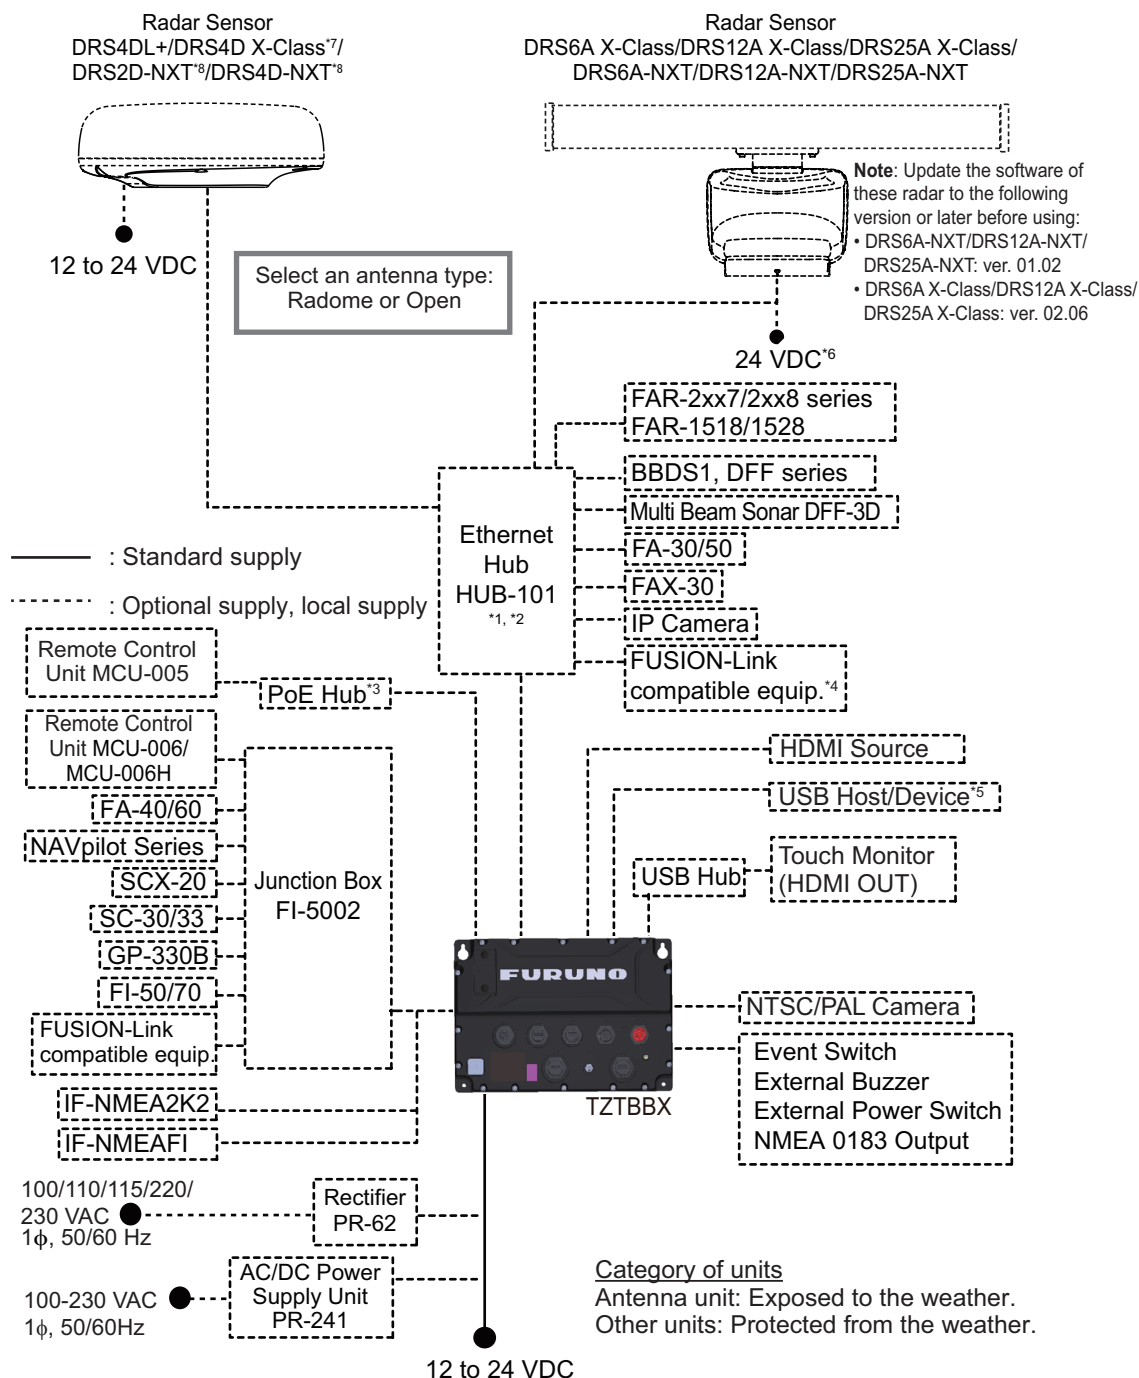 Radar Sensor
DRS4DL+/DRS4D X-Class*7/
DRS2D-NXT*8/DRS4D-NXT*8
Radar Sensor
DRS6A X-Class/DRS12A X-Class/DRS25A X-Class/
DRS6A-NXT/DRS12A-NXT/DRS25A-NXT
Note: Update the software of
these radar to the following
version or later before using:
• DRS6A-NXT/DRS12A-NXT/
DRS25A-NXT: ver. 01.02
• DRS6A X-Class/DRS12A X-Class/
DRS25A X-Class: ver. 02.06
12 to 24 VDC
Select an antenna type:
Radome or Open
24 VDC*6
FAR-2xx7/2xx8 series
FAR-1518/1528
BBDS1, DFF series
Multi Beam Sonar DFF-3D
FA-30/50
FAX-30
IP Camera
FUSION-Link
compatible equip.*4
Ethernet
Hub
HUB-101
*1, *2
: Standard supply
: Optional supply, local supply
Remote Control
Unit MCU-005
PoE Hub*3
Remote Control
Unit MCU-006/
MCU-006H
FA-40/60
NAVpilot Series
SCX-20
SC-30/33
GP-330B
FI-50/70
FUSION-Link
compatible equip.
Junction Box
FI-5002
IF-NMEA2K2
IF-NMEAFI
HDMI Source
USB Host/Device*5
USB Hub
Touch Monitor
(HDMI OUT)
FURUNO
TZTBBX
NTSC/PAL Camera
Event Switch
External Buzzer
External Power Switch
NMEA 0183 Output
100/110/115/220/
230 VAC
1ϕ, 50/60 Hz
Rectifier
PR-62
100-230 VAC
1ϕ, 50/60Hz
AC/DC Power
Supply Unit
PR-241
12 to 24 VDC
Category of units
Antenna unit: Exposed to the weather.
Other units: Protected from the weather.